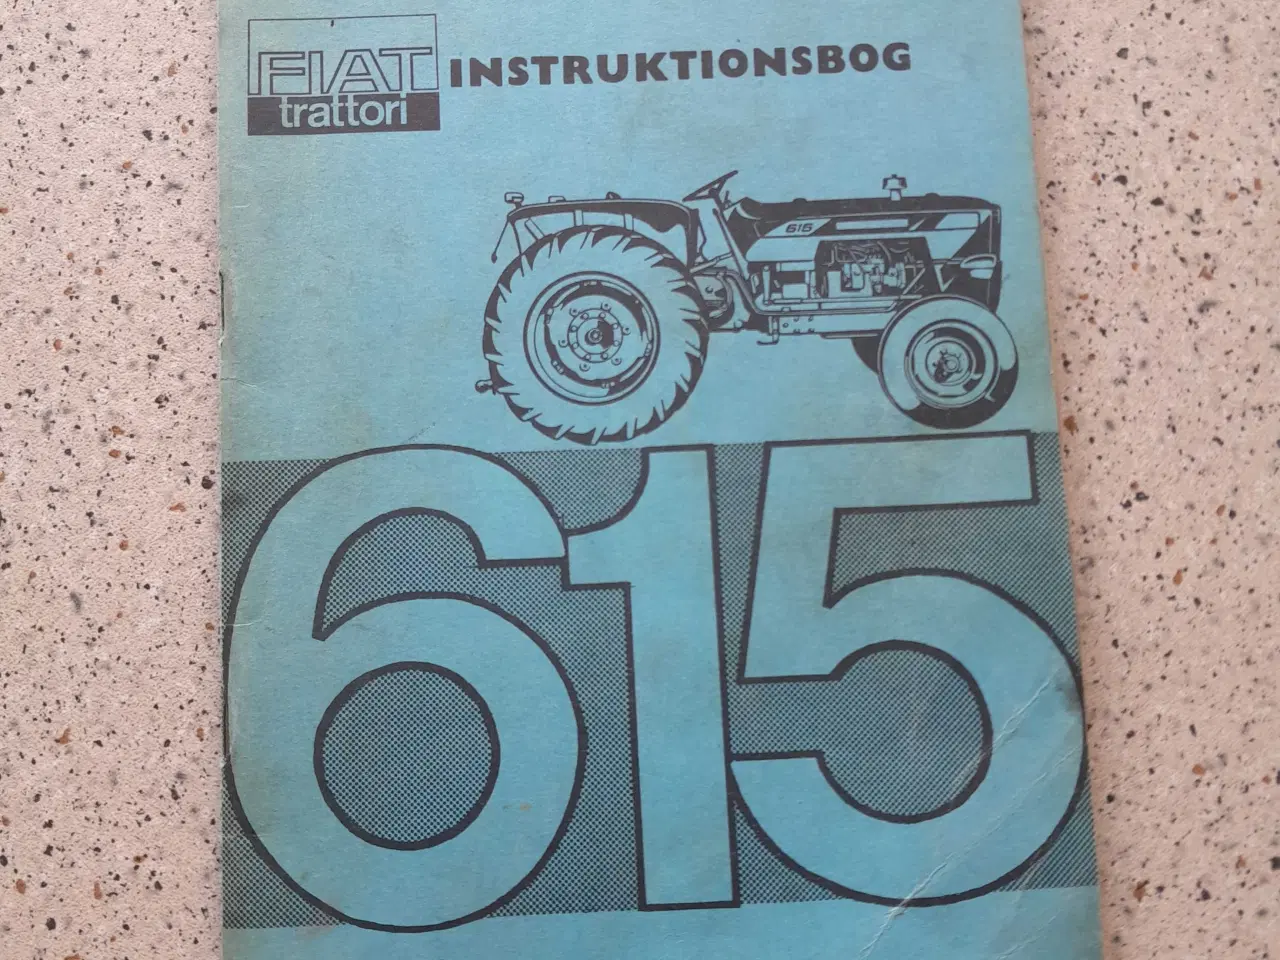 FIAT
trattori
INSTRUKTIONSBOG
615
615